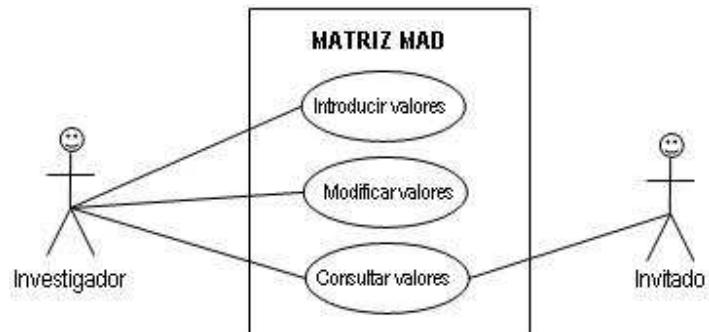 MATRIZ MAD
Introducir valores
Modificar valores
Consultar valores
Investigador
Invitado